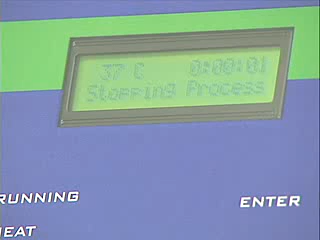 37 C 0:00:01
Stopping Process
RUNNING
ENTER
HEAT